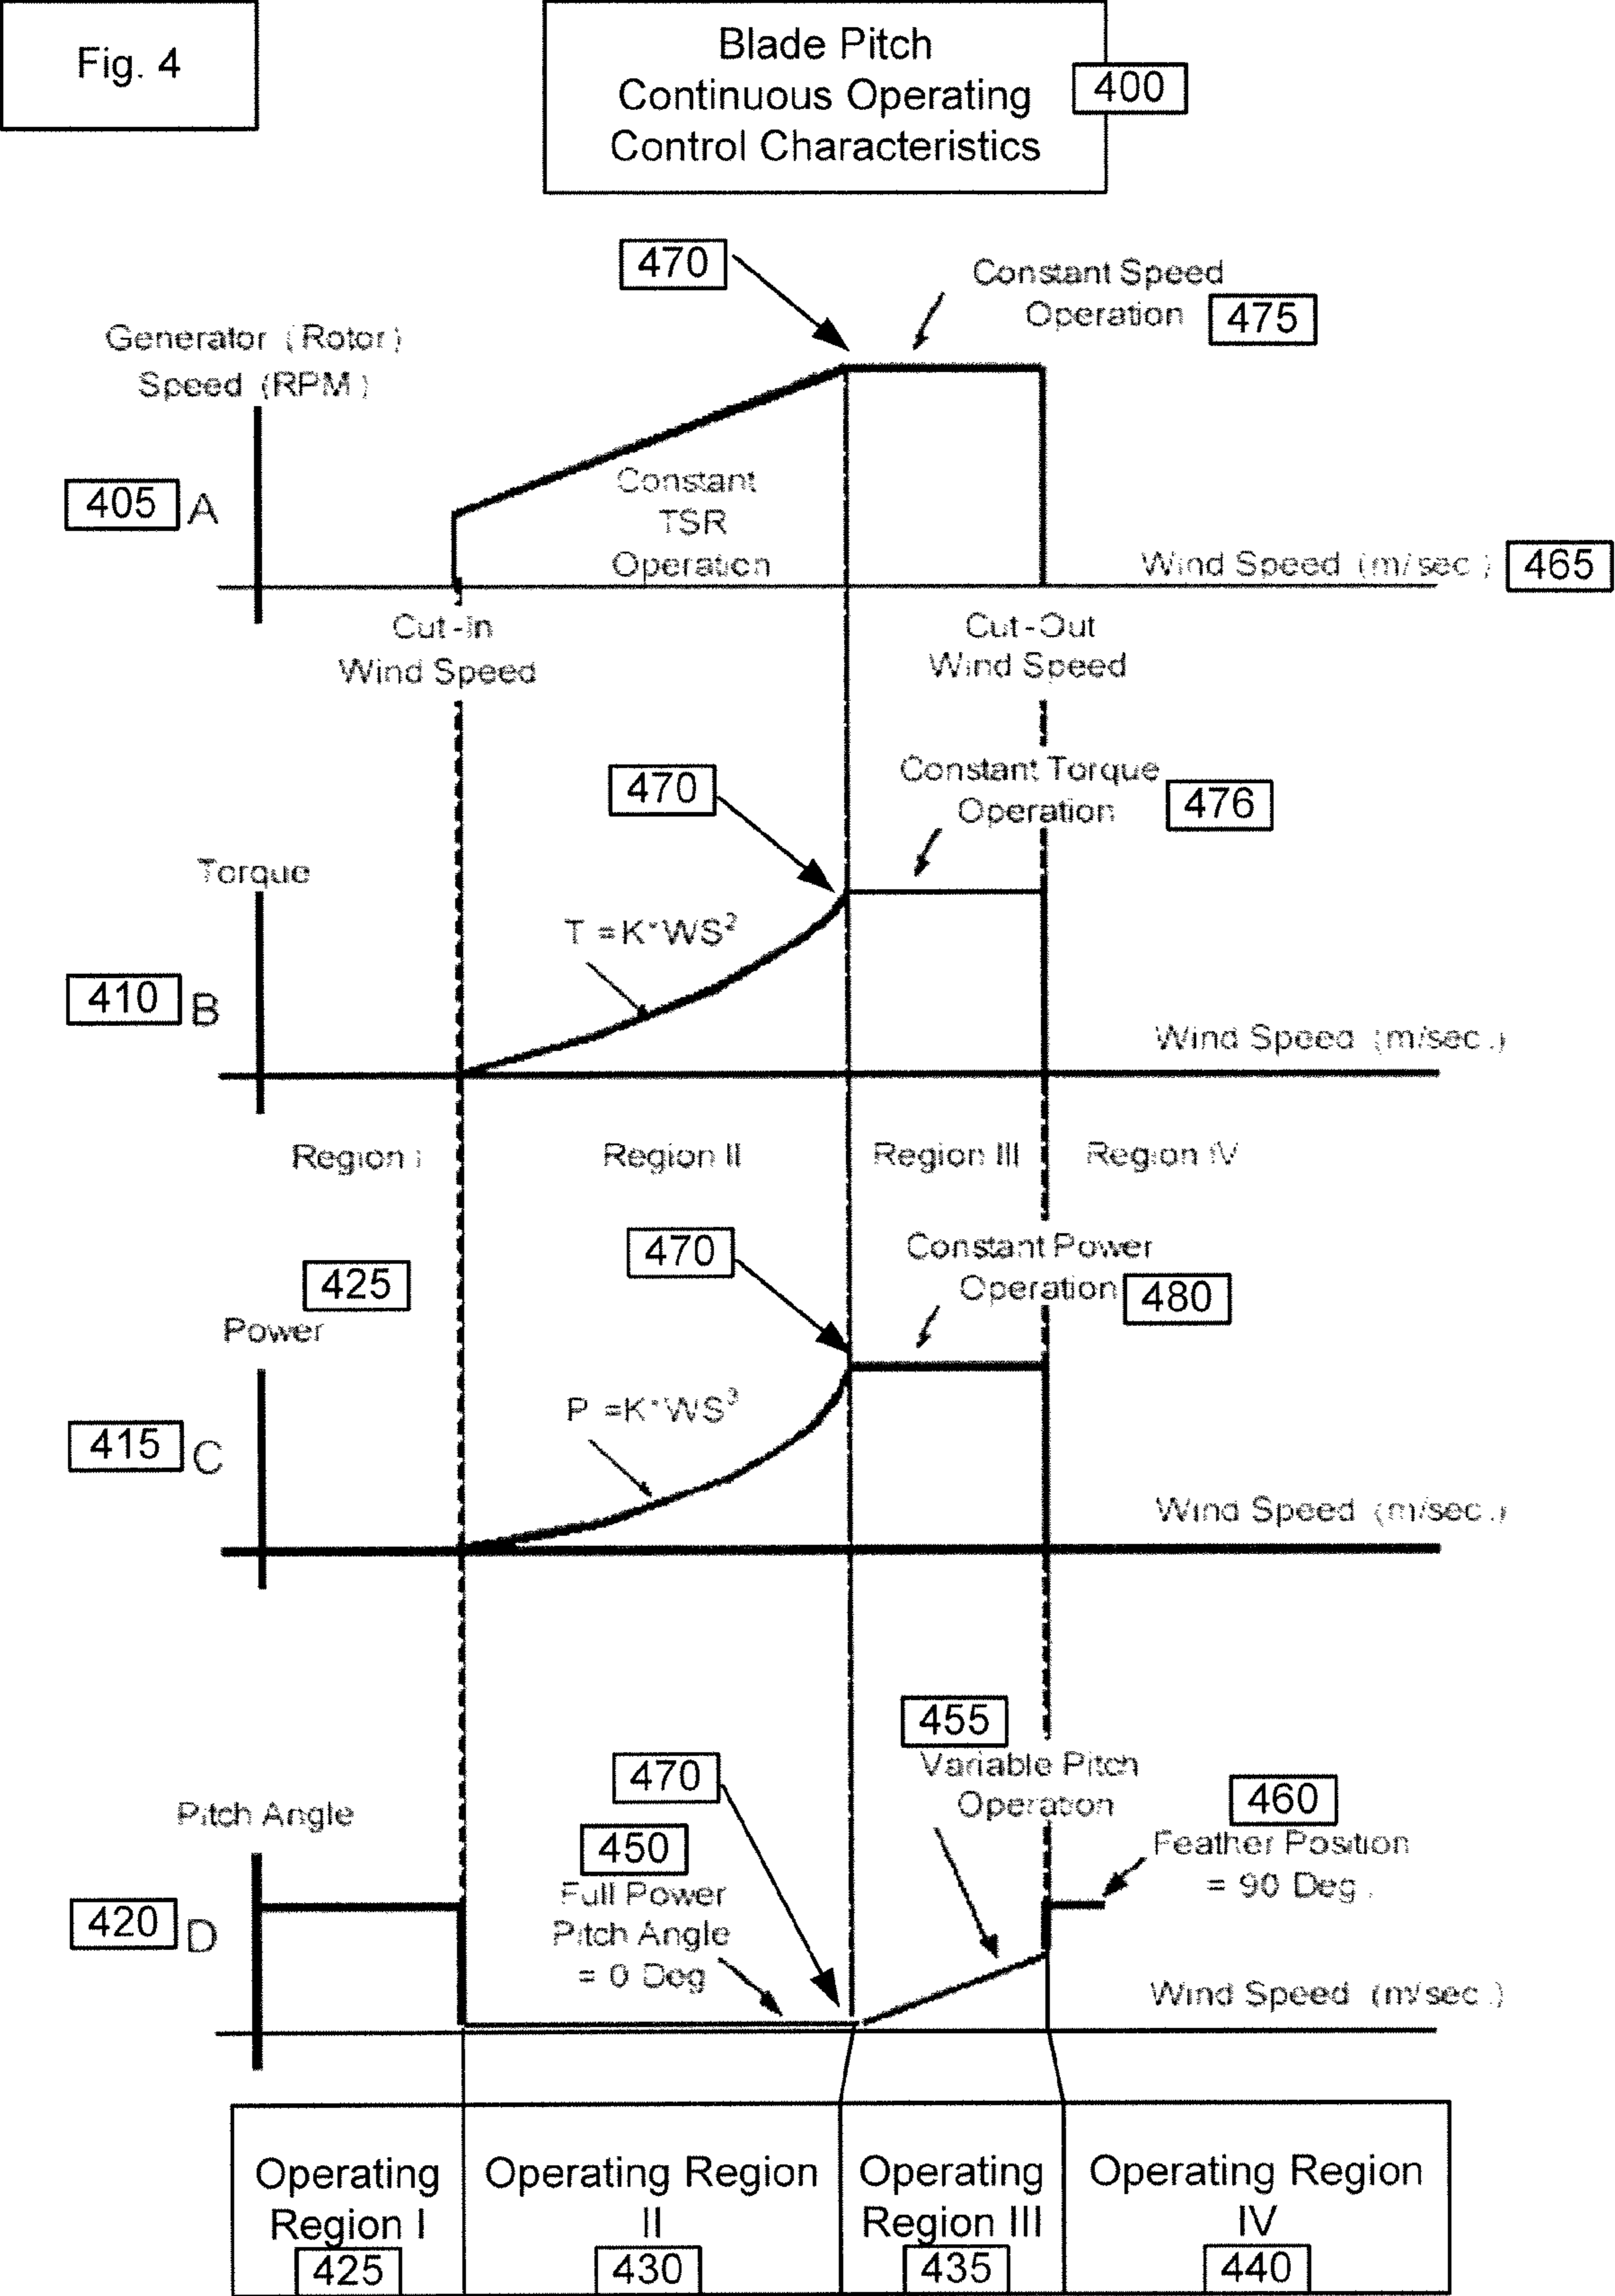 Fig. 4
Blade Pitch
Continuous Operating
Control Characteristics
400
470
Constant Speed
Operation
475
Generator (Rotor)
Speed (RPM)
405
A
Constant
TSR
Operation
Wind Speed (m/sec.)
465
Cut-In
Wind Speed
Cut-Out
Wind Speed
470
Constant Torque
Operation
476
Torque
T =K*WS²
410
B
Wind Speed (m/sec.)
Region I
Region II
Region III
Region IV
470
Constant Power
Operation
480
425
Power
P =K*WS³
415
C
Wind Speed (m/sec.)
455
Variable Pitch
Operation
470
460
Feather Position
= 90 Deg.
Pitch Angle
450
Full Power
Pitch Angle
= 0 Deg
420
D
Wind Speed (m/sec.)
Operating
Region I
425
Operating Region
II
430
Operating
Region III
435
Operating Region
IV
440